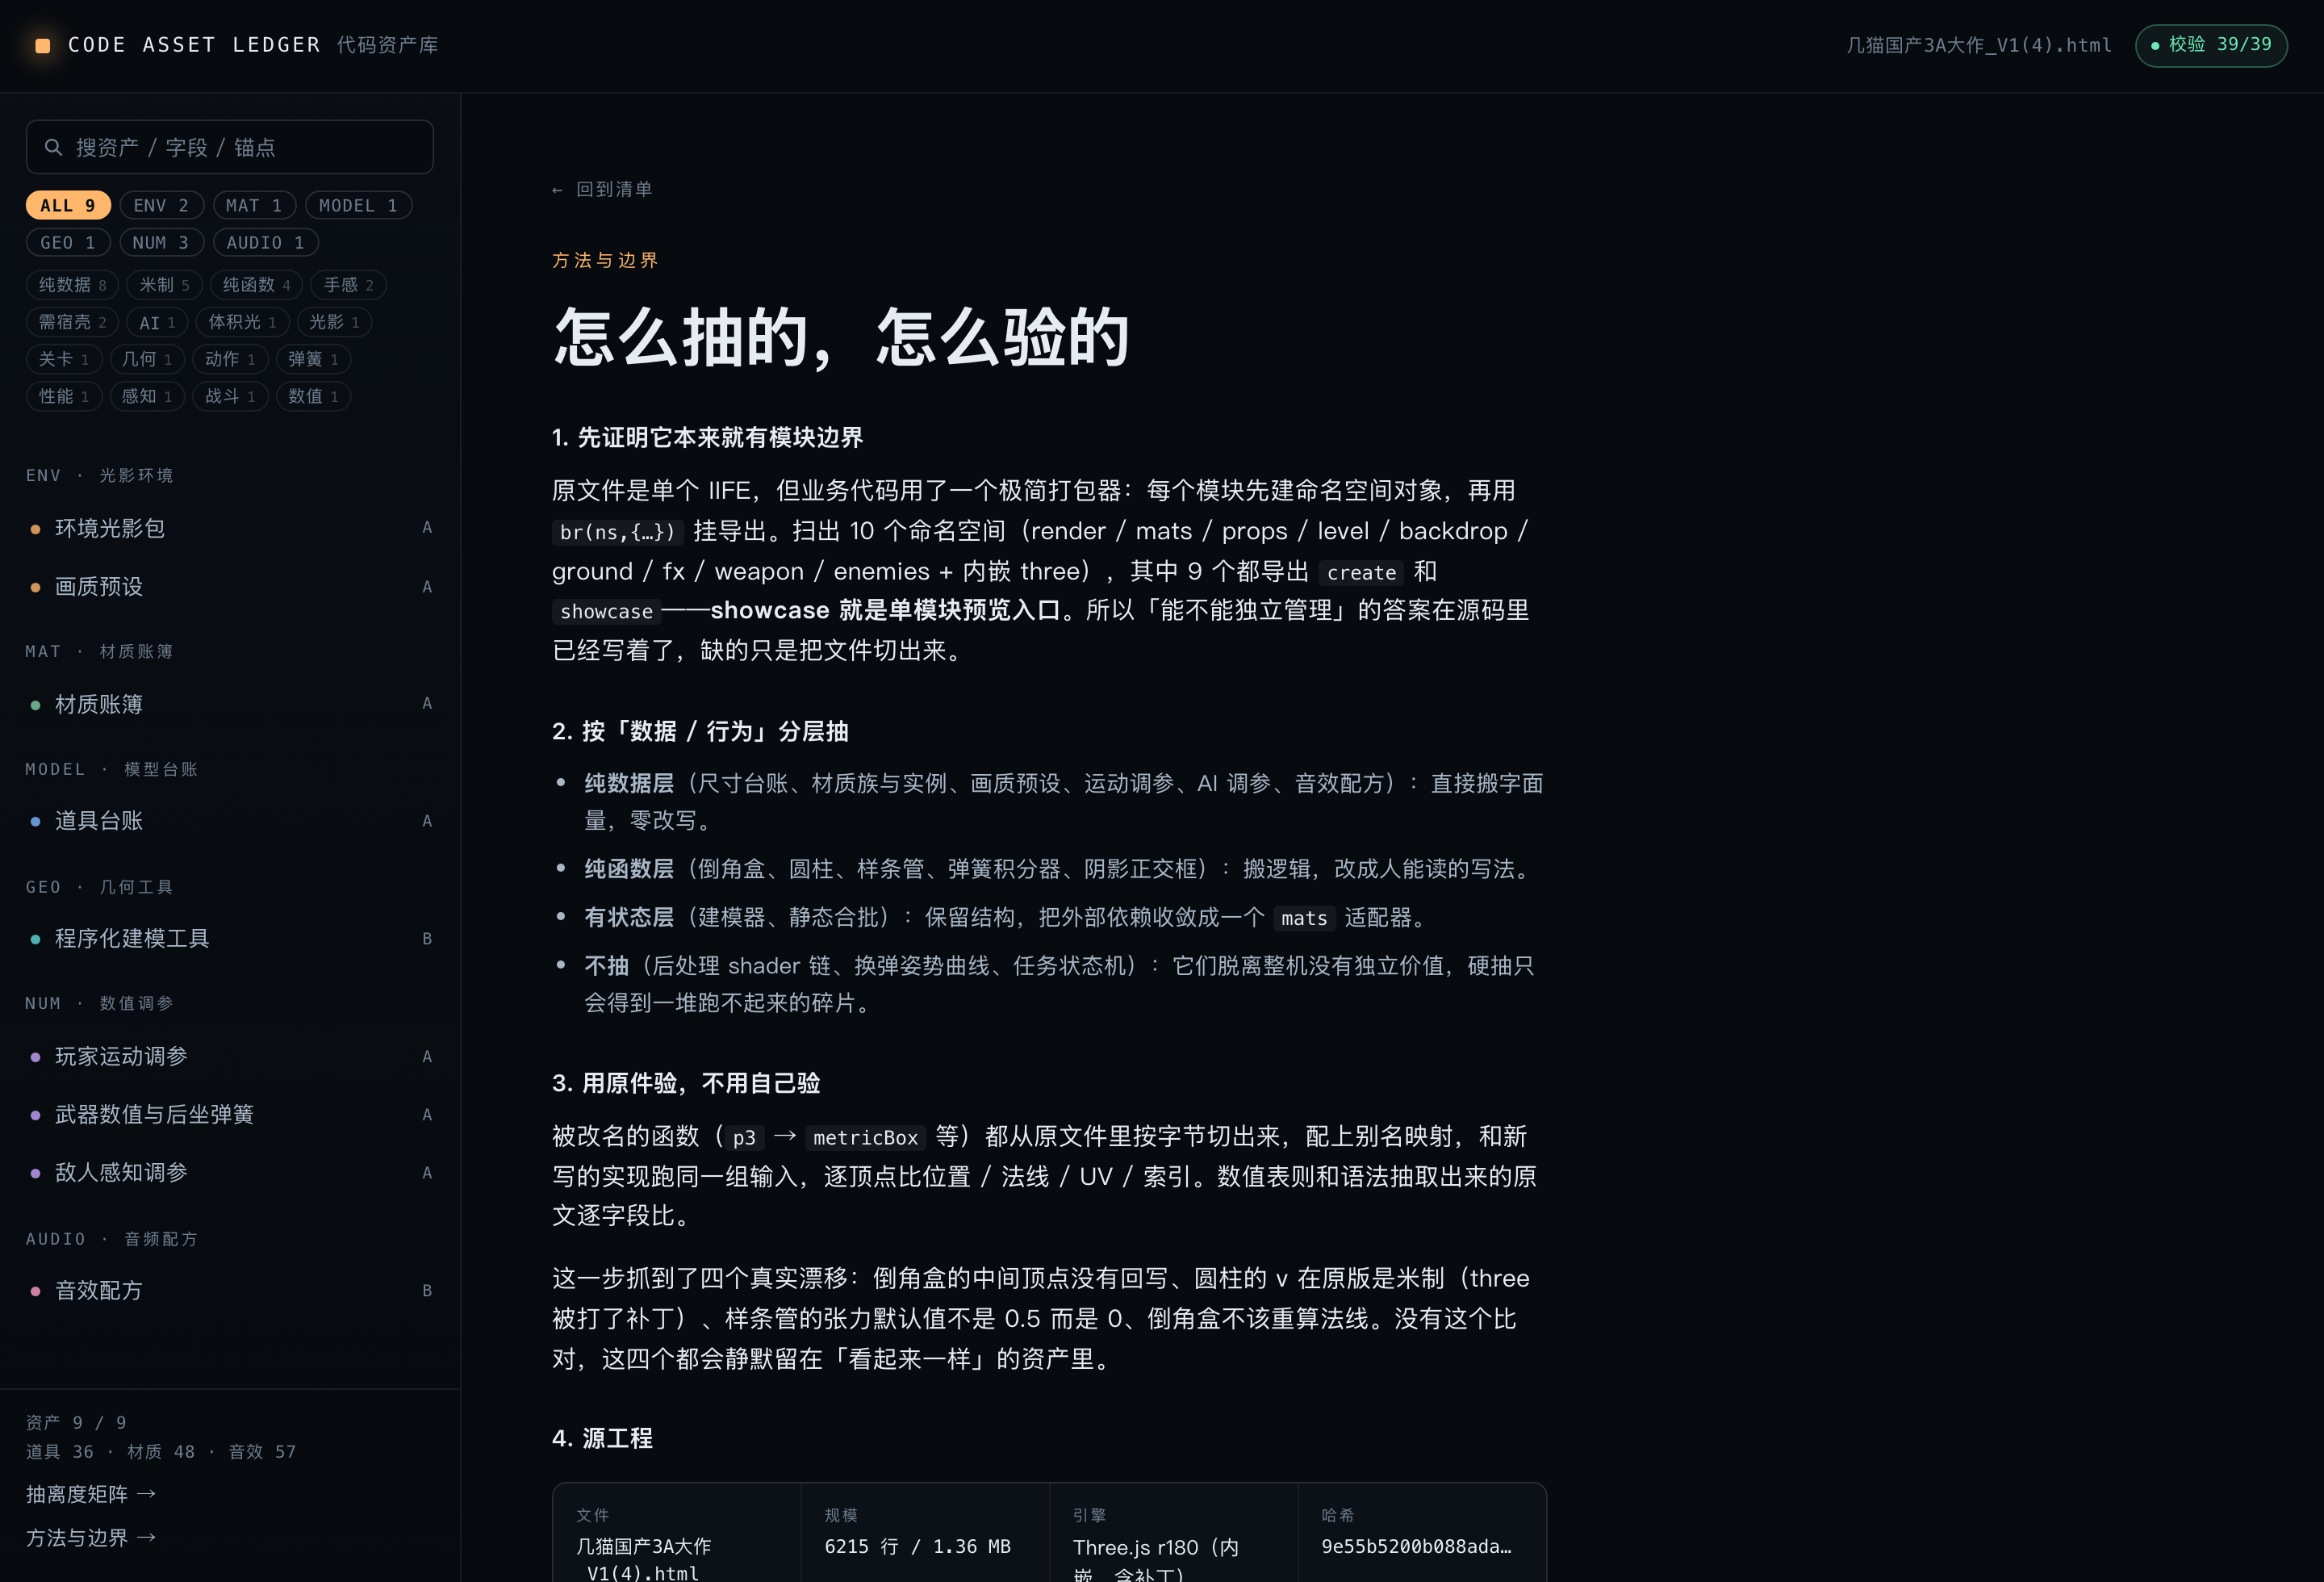 CODE ASSET LEDGER 代码资产库
几猫国产3A大作_V1(4).html
校验 39/39
搜资产 / 字段 / 锚点
ALL 9 ENV 2 MAT 1 MODEL 1
GEO 1 NUM 3 AUDIO 1
纯数据 8 米制 5 纯函数 4 手感 2
需宿壳 2 AI 1 体积光 1 光影 1
关卡 1 几何 1 动作 1 弹簧 1
性能 1 感知 1 战斗 1 数值 1
ENV · 光影环境
环境光影包 A
画质预设 A
MAT · 材质账簿
材质账簿 A
MODEL · 模型台账
道具台账 A
GEO · 几何工具
程序化建模工具 B
NUM · 数值调参
玩家运动调参 A
武器数值与后坐弹簧 A
敌人感知调参 A
AUDIO · 音频配方
音效配方 B
资产 9 / 9
道具 36 · 材质 48 · 音效 57
抽离度矩阵 →
方法与边界 →
← 回到清单
方法与边界
怎么抽的，怎么验的
1. 先证明它本来就有模块边界
原文件是单个 IIFE，但业务代码用了一个极简打包器：每个模块先建命名空间对象，再用
br(ns,{…}) 挂导出。扫出 10 个命名空间（render / mats / props / level / backdrop /
ground / fx / weapon / enemies + 内嵌 three），其中 9 个都导出 create 和
showcase——showcase 就是单模块预览入口。所以「能不能独立管理」的答案在源码里
已经写着了，缺的只是把文件切出来。
2. 按「数据 / 行为」分层抽
• 纯数据层（尺寸台账、材质族与实例、画质预设、运动调参、AI 调参、音效配方）：直接搬字面
量，零改写。
• 纯函数层（倒角盒、圆柱、样条管、弹簧积分器、阴影正交框）：搬逻辑，改成人能读的写法。
• 有状态层（建模器、静态合批）：保留结构，把外部依赖收敛成一个 mats 适配器。
• 不抽（后处理 shader 链、换弹姿势曲线、任务状态机）：它们脱离整机没有独立价值，硬抽只
会得到一堆跑不起来的碎片。
3. 用原件验，不用自己验
被改名的函数（p3 → metricBox 等）都从原文件里按字节切出来，配上别名映射，和新
写的实现跑同一组输入，逐顶点比位置 / 法线 / UV / 索引。数值表则和语法抽取出来的原
文逐字段比。
这一步抓到了四个真实漂移：倒角盒的中间顶点没有回写、圆柱的 v 在原版是米制（three
被打了补丁）、样条管的张力默认值不是 0.5 而是 0、倒角盒不该重算法线。没有这个比
对，这四个都会静默留在「看起来一样」的资产里。
4. 源工程
文件
几猫国产3A大作
_V1(4).html
规模
6215 行 / 1.36 MB
引擎
Three.js r180（内
嵌，含补丁）
哈希
9e55b5200b088ada…